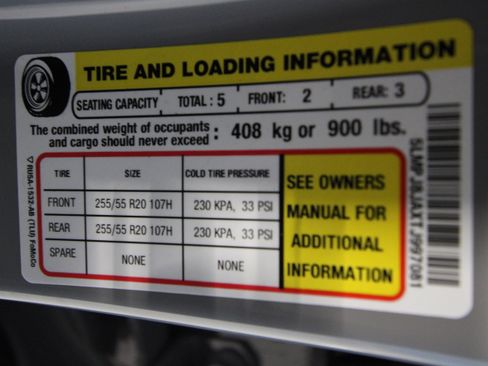 TIRE AND LOADING INFORMATION
SEATING CAPACITY TOTAL : 5 FRONT: 2 REAR: 3
The combined weight of occupants
and cargo should never exceed : 408 kg or 900 lbs.
TIRE SIZE COLD TIRE PRESSURE
FRONT 255/55 R20 107H 230 KPA, 33 PSI
REAR 255/55 R20 107H 230 KPA, 33 PSI
SPARE NONE NONE
SEE OWNERS
MANUAL FOR
ADDITIONAL
INFORMATION
5LMPJ8JAXTJ997081